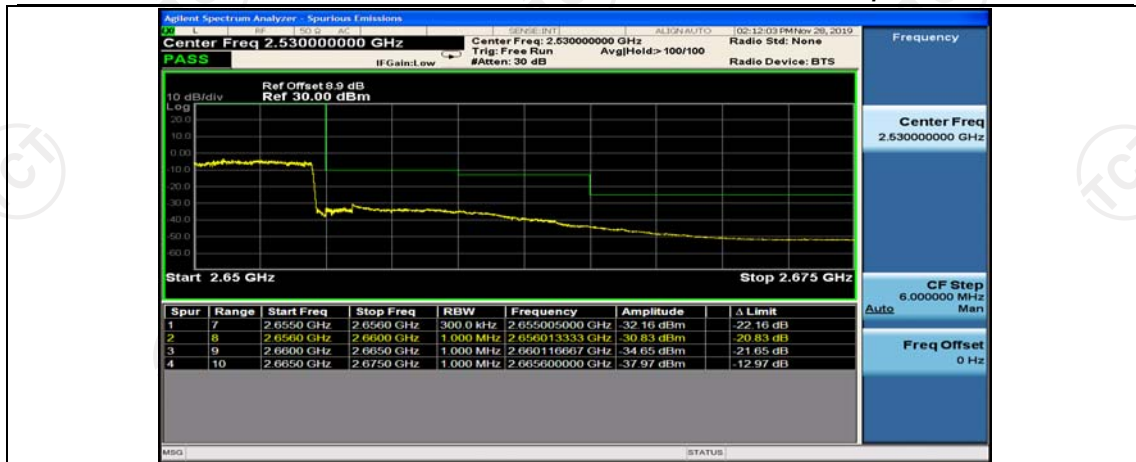 Agilent Spectrum Analyzer - Spurious Emissions
L RF 50 Ω AC SENSE:INT ALIGN AUTO 02:12:03 PM Nov 28, 2019
Center Freq 2.530000000 GHz Center Freq: 2.530000000 GHz Radio Std: None
Trig: Free Run Avg|Hold:> 100/100
PASS IFGain:Low #Atten: 30 dB Radio Device: BTS
Ref Offset 8.9 dB
10 dB/div Ref 30.00 dBm
Log
20.0
10.0
0.00
-10.0
-20.0
-30.0
-40.0
-50.0
-60.0
Start 2.65 GHz Stop 2.675 GHz
Spur Range Start Freq Stop Freq RBW Frequency Amplitude Δ Limit
1 7 2.6550 GHz 2.6560 GHz 300.0 kHz 2.655005000 GHz -32.16 dBm -22.16 dB
2 8 2.6560 GHz 2.6600 GHz 1.000 MHz 2.656013333 GHz -30.83 dBm -20.83 dB
3 9 2.6600 GHz 2.6650 GHz 1.000 MHz 2.660116667 GHz -34.65 dBm -21.65 dB
4 10 2.6650 GHz 2.6750 GHz 1.000 MHz 2.665600000 GHz -37.97 dBm -12.97 dB
MSG STATUS
Frequency
Center Freq
2.530000000 GHz
CF Step
6.000000 MHz
Auto Man
Freq Offset
0 Hz
TCT
TCT